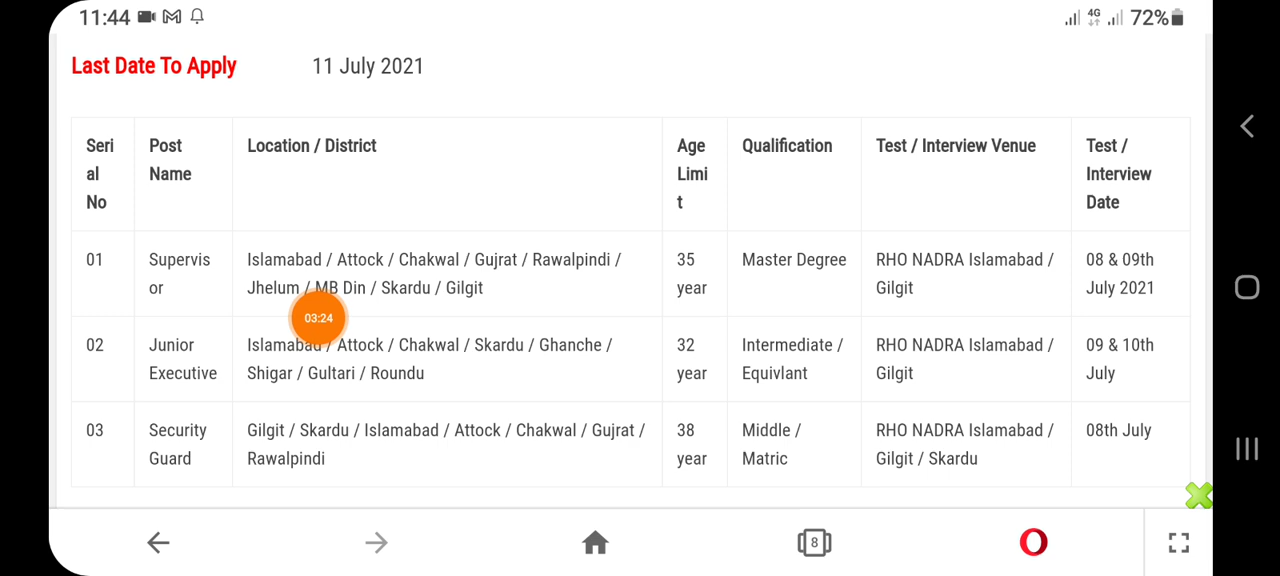 11:44
4G 72%
Last Date To Apply 11 July 2021
Seri
al
No
Post
Name
Location / District
Age
Limi
t
Qualification
Test / Interview Venue
Test /
Interview
Date
01
Supervis
or
Islamabad / Attock / Chakwal / Gujrat / Rawalpindi /
Jhelum / MB Din / Skardu / Gilgit
35
year
Master Degree
RHO NADRA Islamabad /
Gilgit
08 & 09th
July 2021
03:24
02
Junior
Executive
Islamabad / Attock / Chakwal / Skardu / Ghanche /
Shigar / Gultari / Roundu
32
year
Intermediate /
Equivlant
RHO NADRA Islamabad /
Gilgit
09 & 10th
July
03
Security
Guard
Gilgit / Skardu / Islamabad / Attock / Chakwal / Gujrat /
Rawalpindi
38
year
Middle /
Matric
RHO NADRA Islamabad /
Gilgit / Skardu
08th July
8